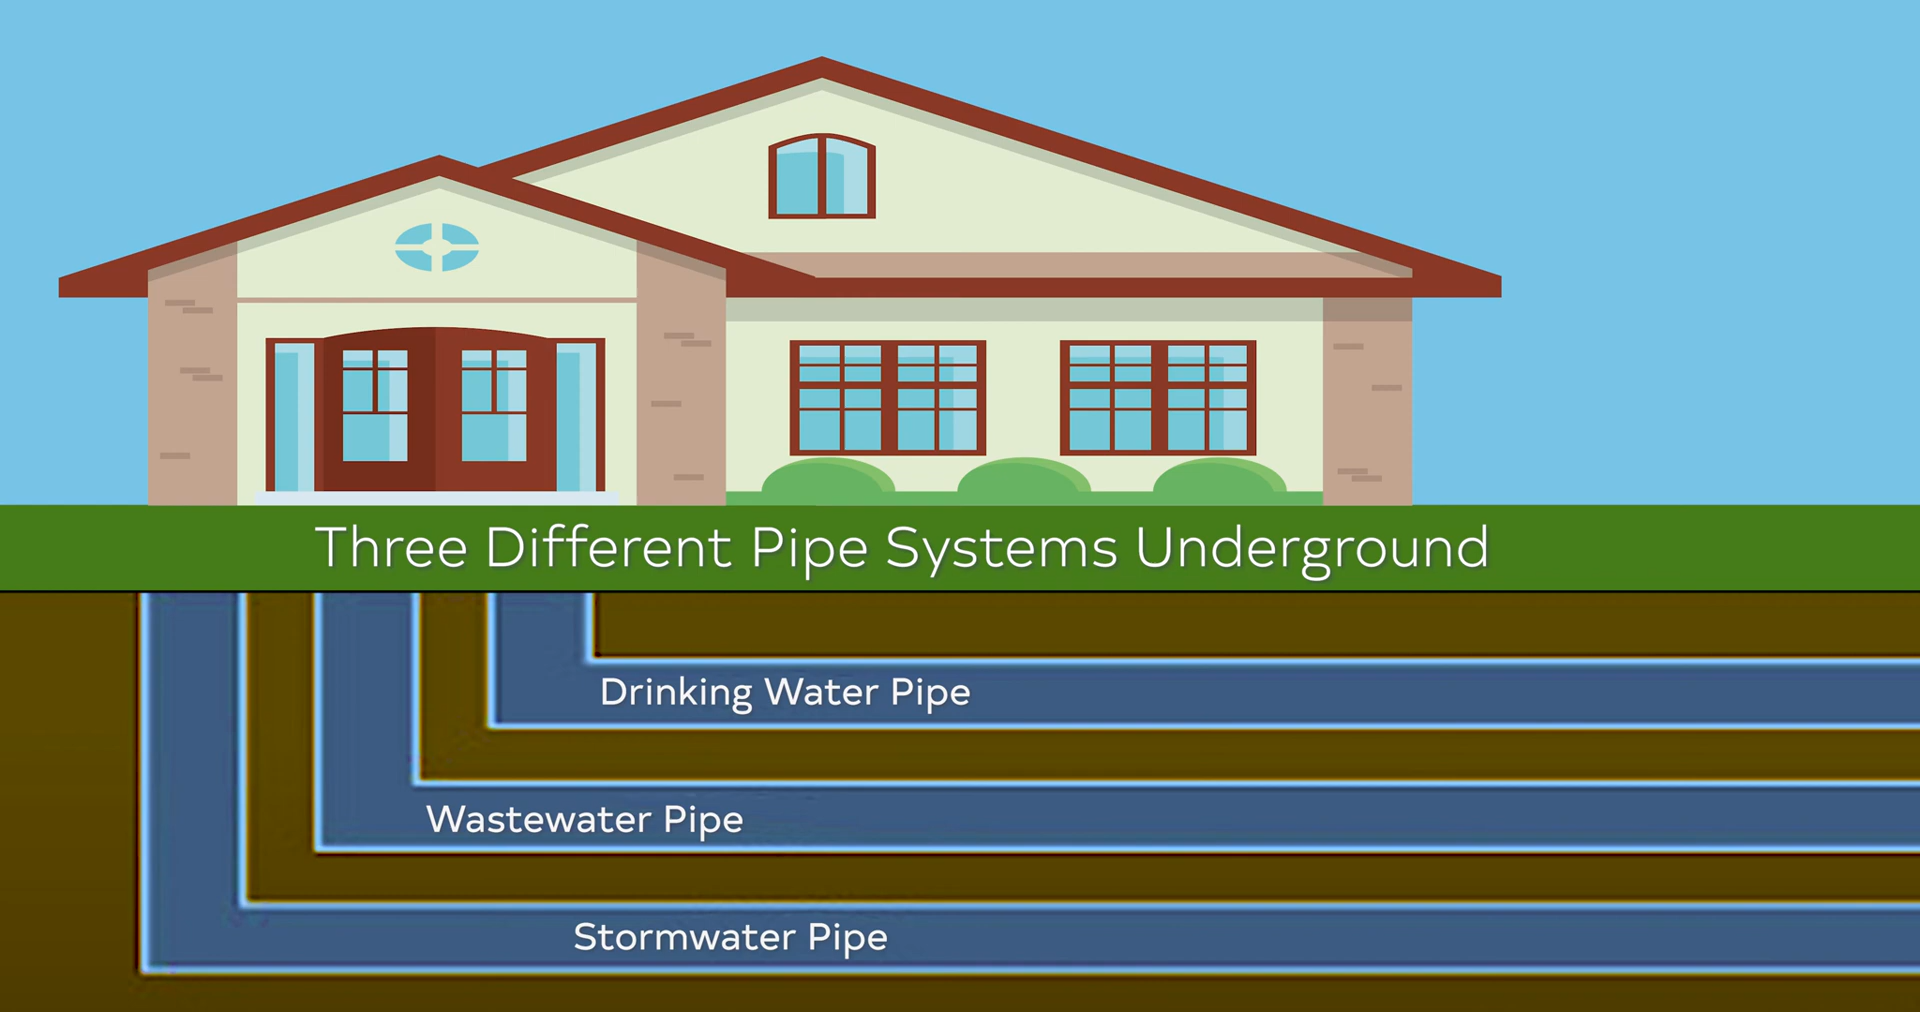 Three Different Pipe Systems Underground
Drinking Water Pipe
Wastewater Pipe
Stormwater Pipe